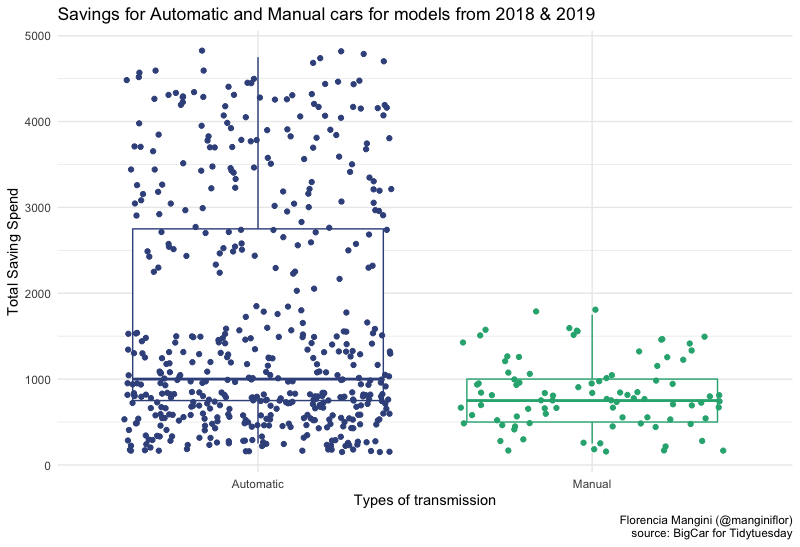 Savings for Automatic and Manual cars for models from 2018 & 2019
Total Saving Spend
5000
4000
3000
2000
1000
0
Automatic
Manual
Types of transmission
Florencia Mangini (@manginiflor)
source: BigCar for Tidytuesday